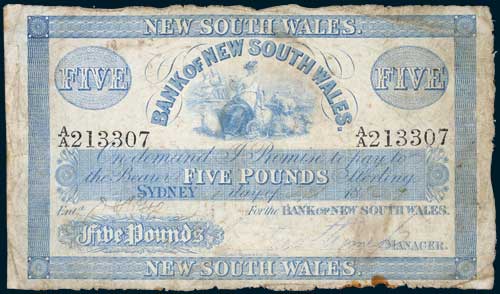 NEW SOUTH WALES.
FIVE BANK OF NEW SOUTH WALES. FIVE
A/A 213307 A/A 213307
On demand I Promise to pay to
the Bearer FIVE POUNDS Sterling
SYDNEY day of 18
Entd. For the BANK OF NEW SOUTH WALES.
Five Pounds MANAGER.
NEW SOUTH WALES.